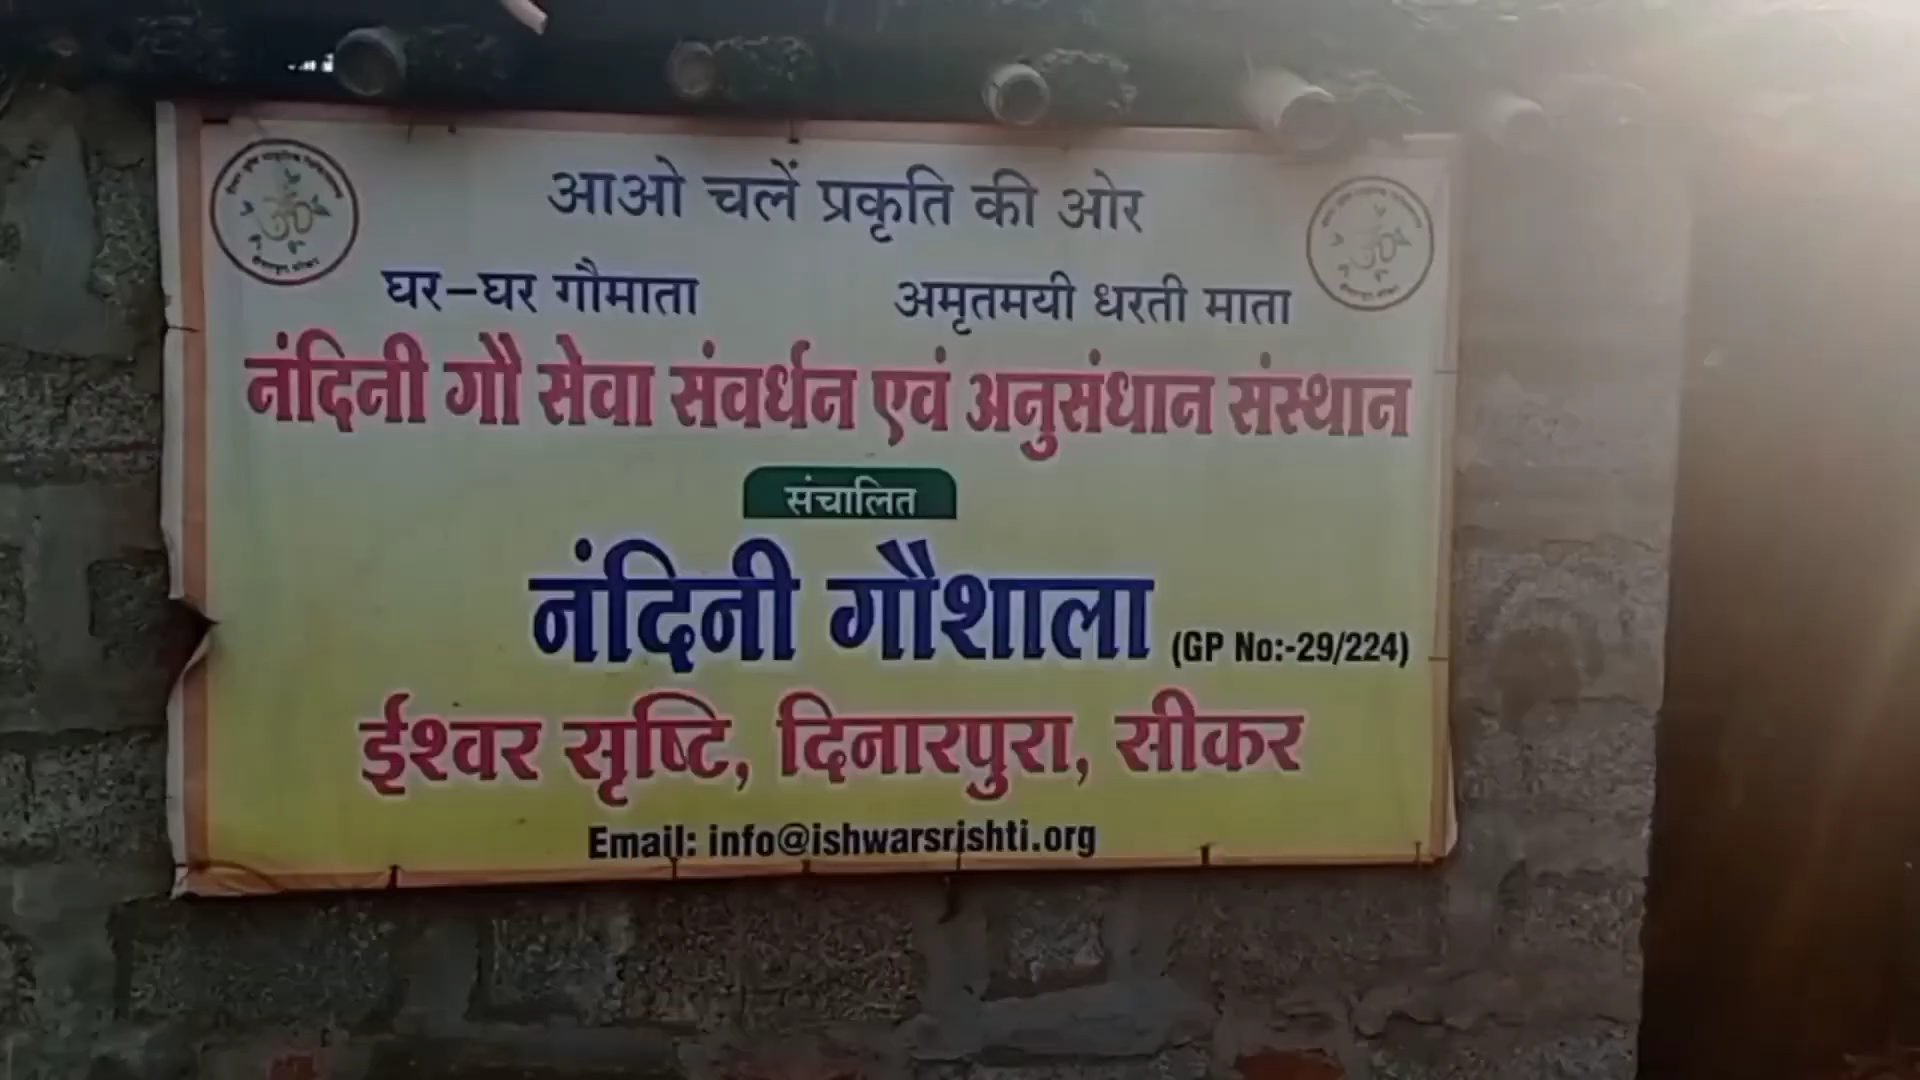 आओ चलें प्रकृति की ओर
घर-घर गौमाता अमृतमयी धरती माता
नंदिनी गौ सेवा संवर्धन एवं अनुसंधान संस्थान
संचालित
नंदिनी गौशाला (GP No:-29/224)
ईश्वर सृष्टि, दिनारपुरा, सीकर
Email: info@ishwarsrishti.org